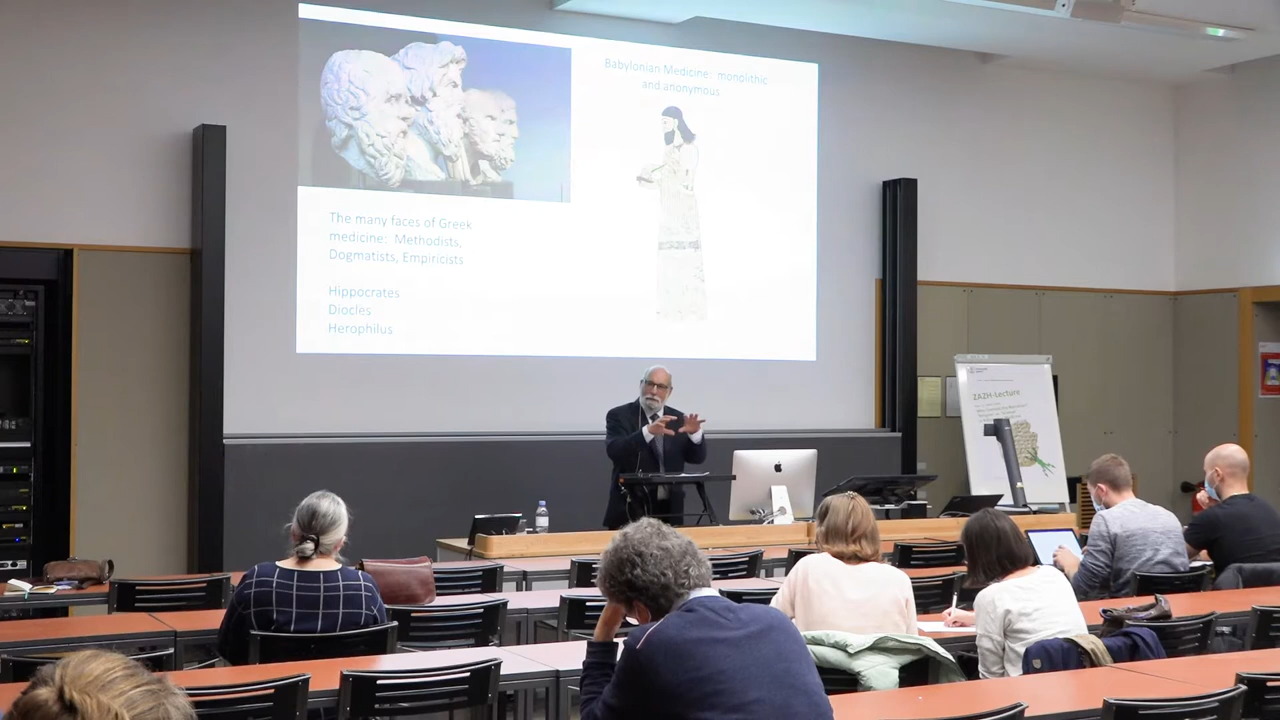 Babylonian Medicine: monolithic
and anonymous
The many faces of Greek
medicine: Methodists,
Dogmatists, Empiricists
Hippocrates
Diocles
Herophilus
ZAZH-Lecture